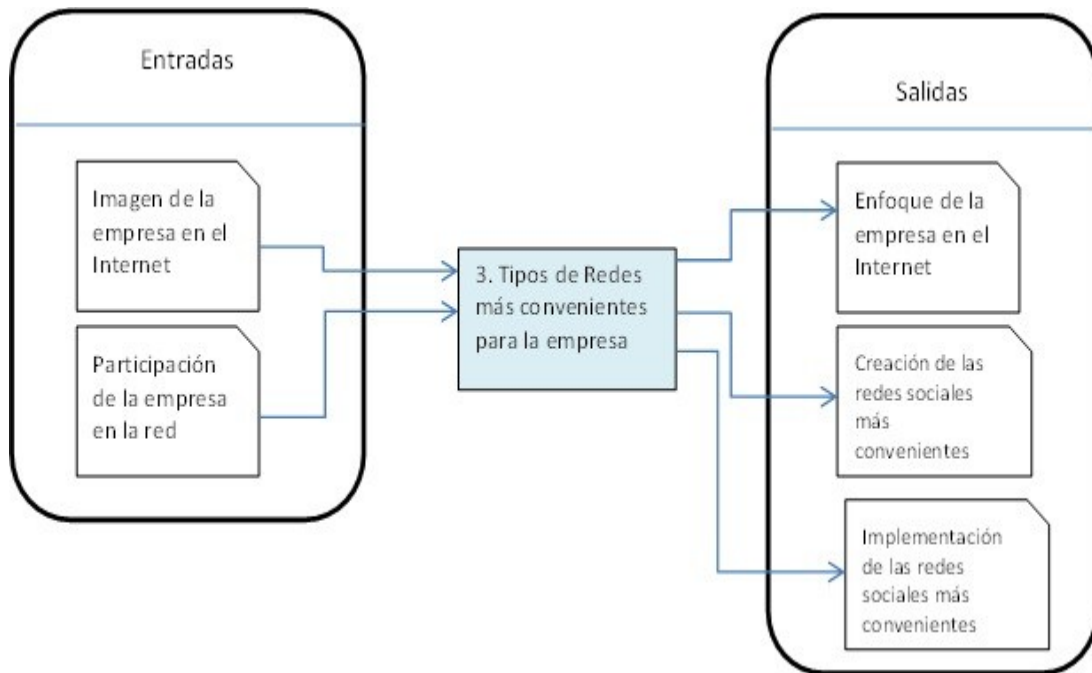 Entradas
Imagen de la
empresa en el
Internet
Participación
de la empresa
en la red
3. Tipos de Redes
más convenientes
para la empresa
Salidas
Enfoque de la
empresa en el
Internet
Creación de las
redes sociales
más
convenientes
Implementación
de las redes
sociales más
convenientes